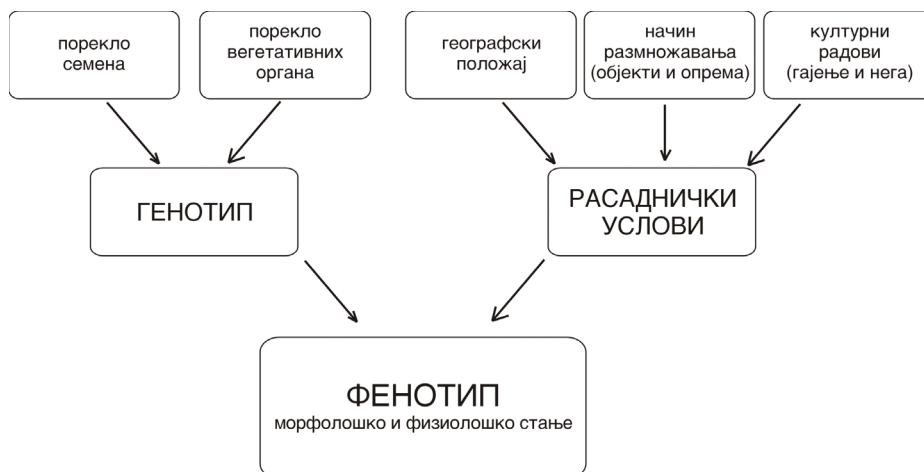 порекло
семена
порекло
вегетативних
органа
географски
положај
начин
размножавања
(објекти и опрема)
културни
радови
(гајење и нега)
ГЕНОТИП
РАСАДНИЧКИ
УСЛОВИ
ФЕНОТИП
морфолошко и физиолошко стање